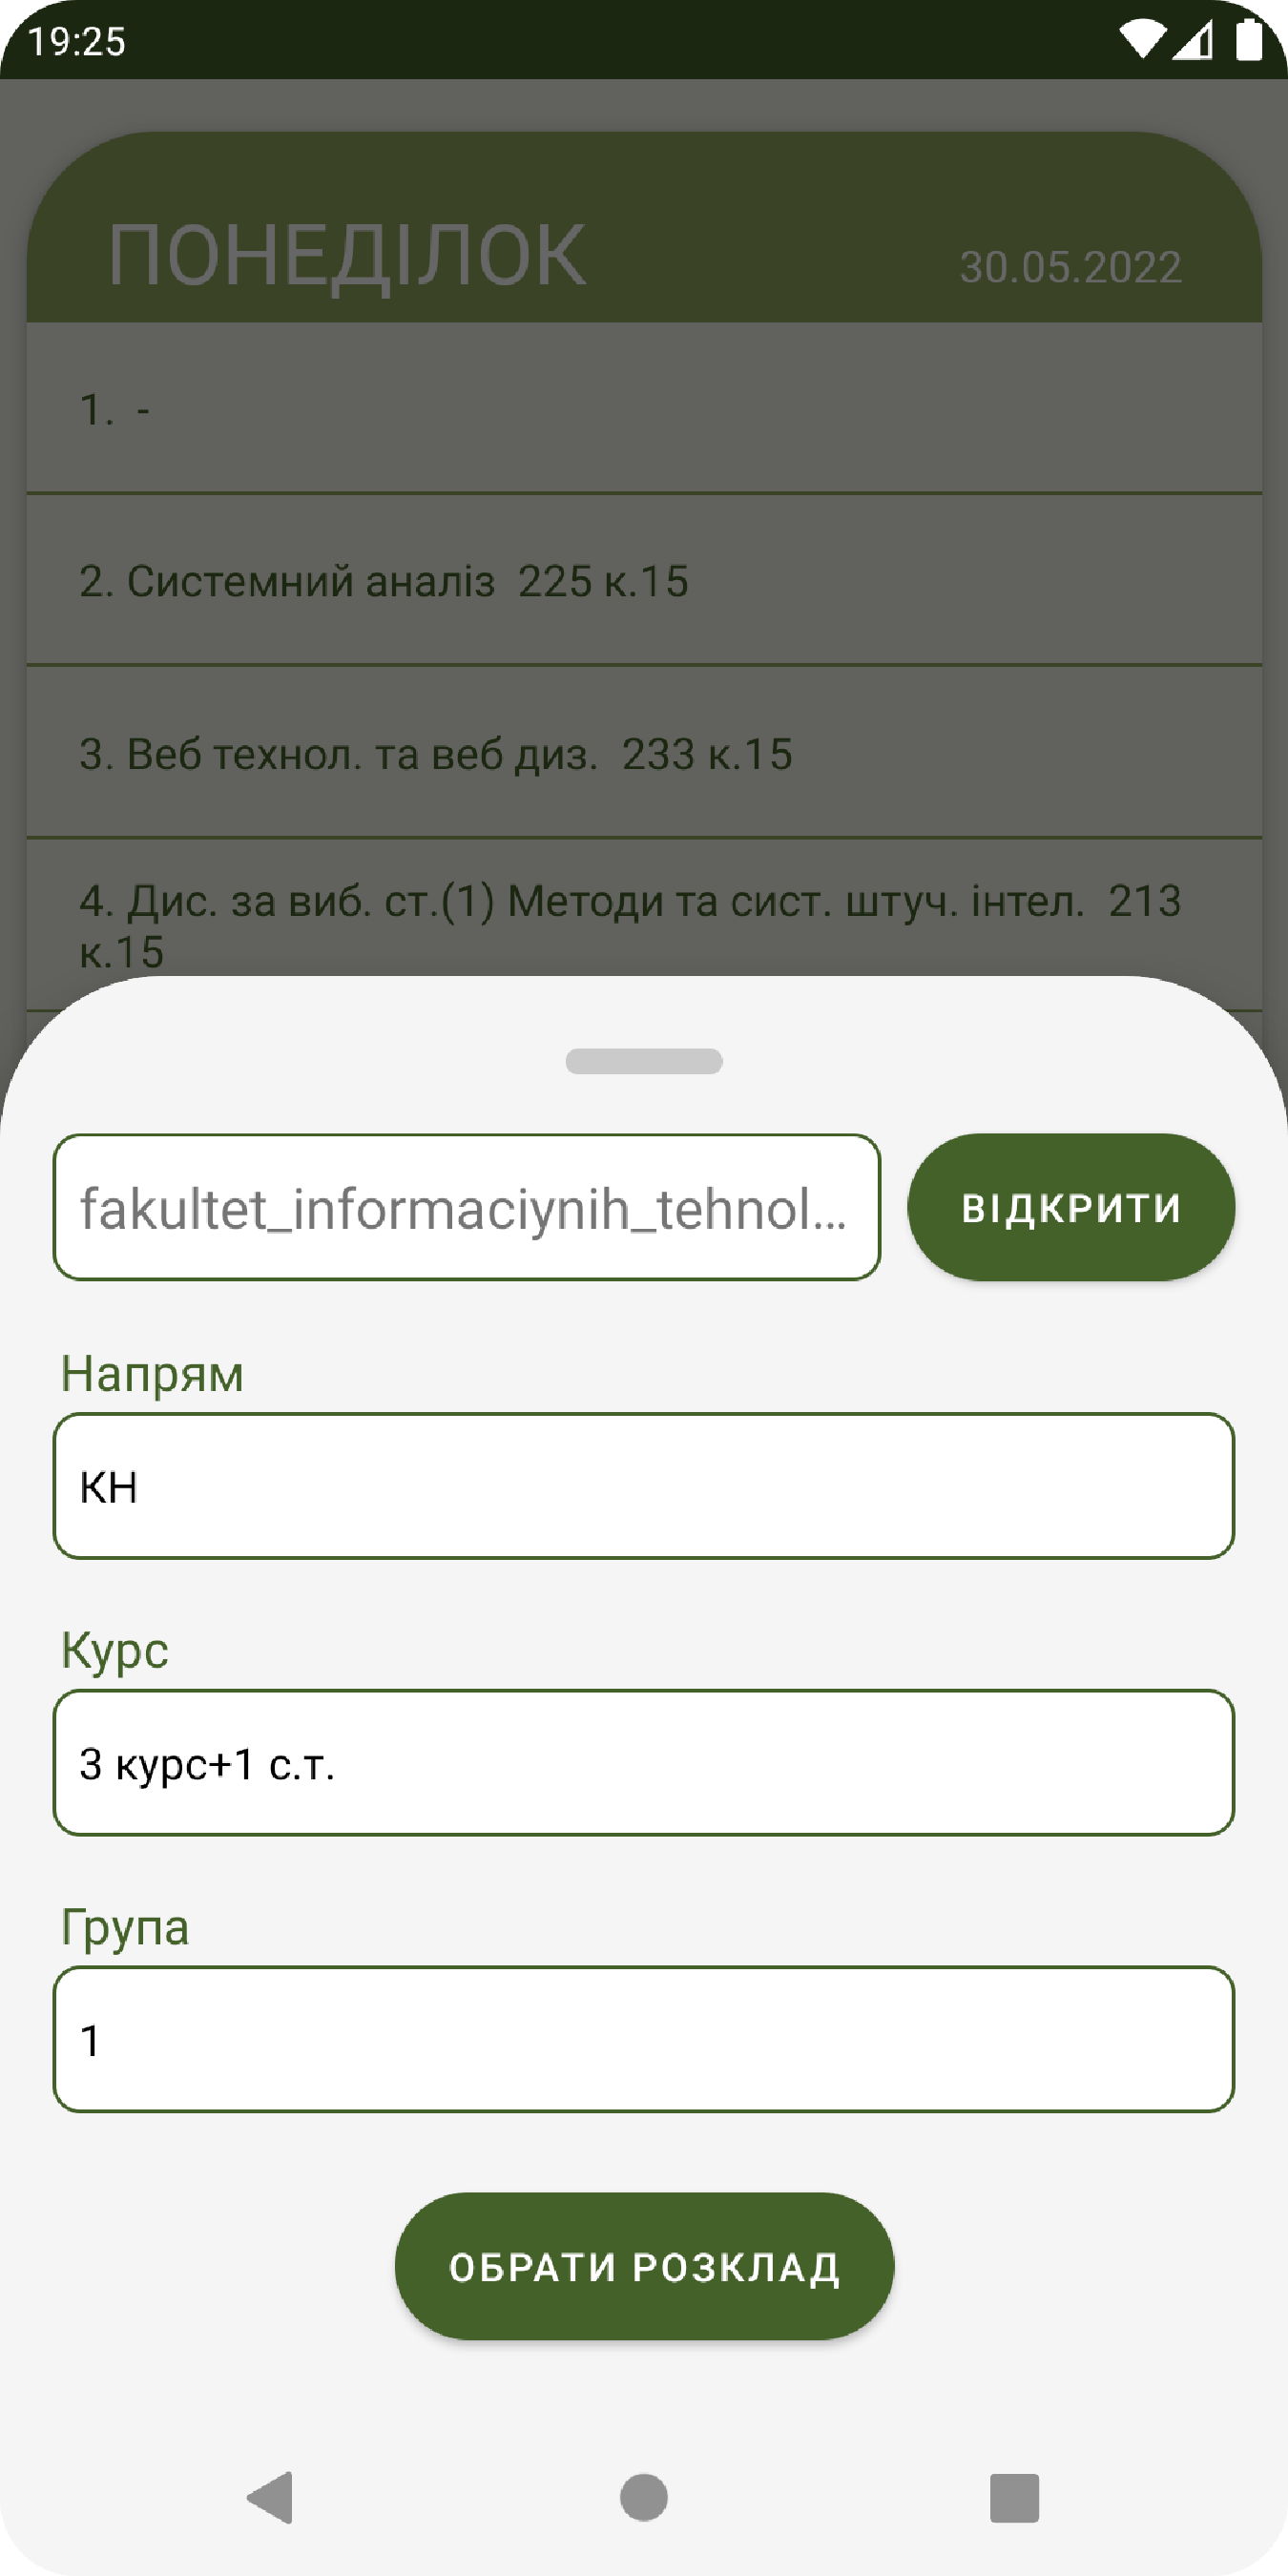 19:25
ПОНЕДІЛОК 30.05.2022
1. -
2. Системний аналіз 225 к.15
3. Веб технол. та веб диз. 233 к.15
4. Дис. за виб. ст.(1) Методи та сист. штуч. інтел. 213
к.15
fakultet_informaciynih_tehnol... ВІДКРИТИ
Напрям
КН
Курс
3 курс+1 с.т.
Група
1
ОБРАТИ РОЗКЛАД